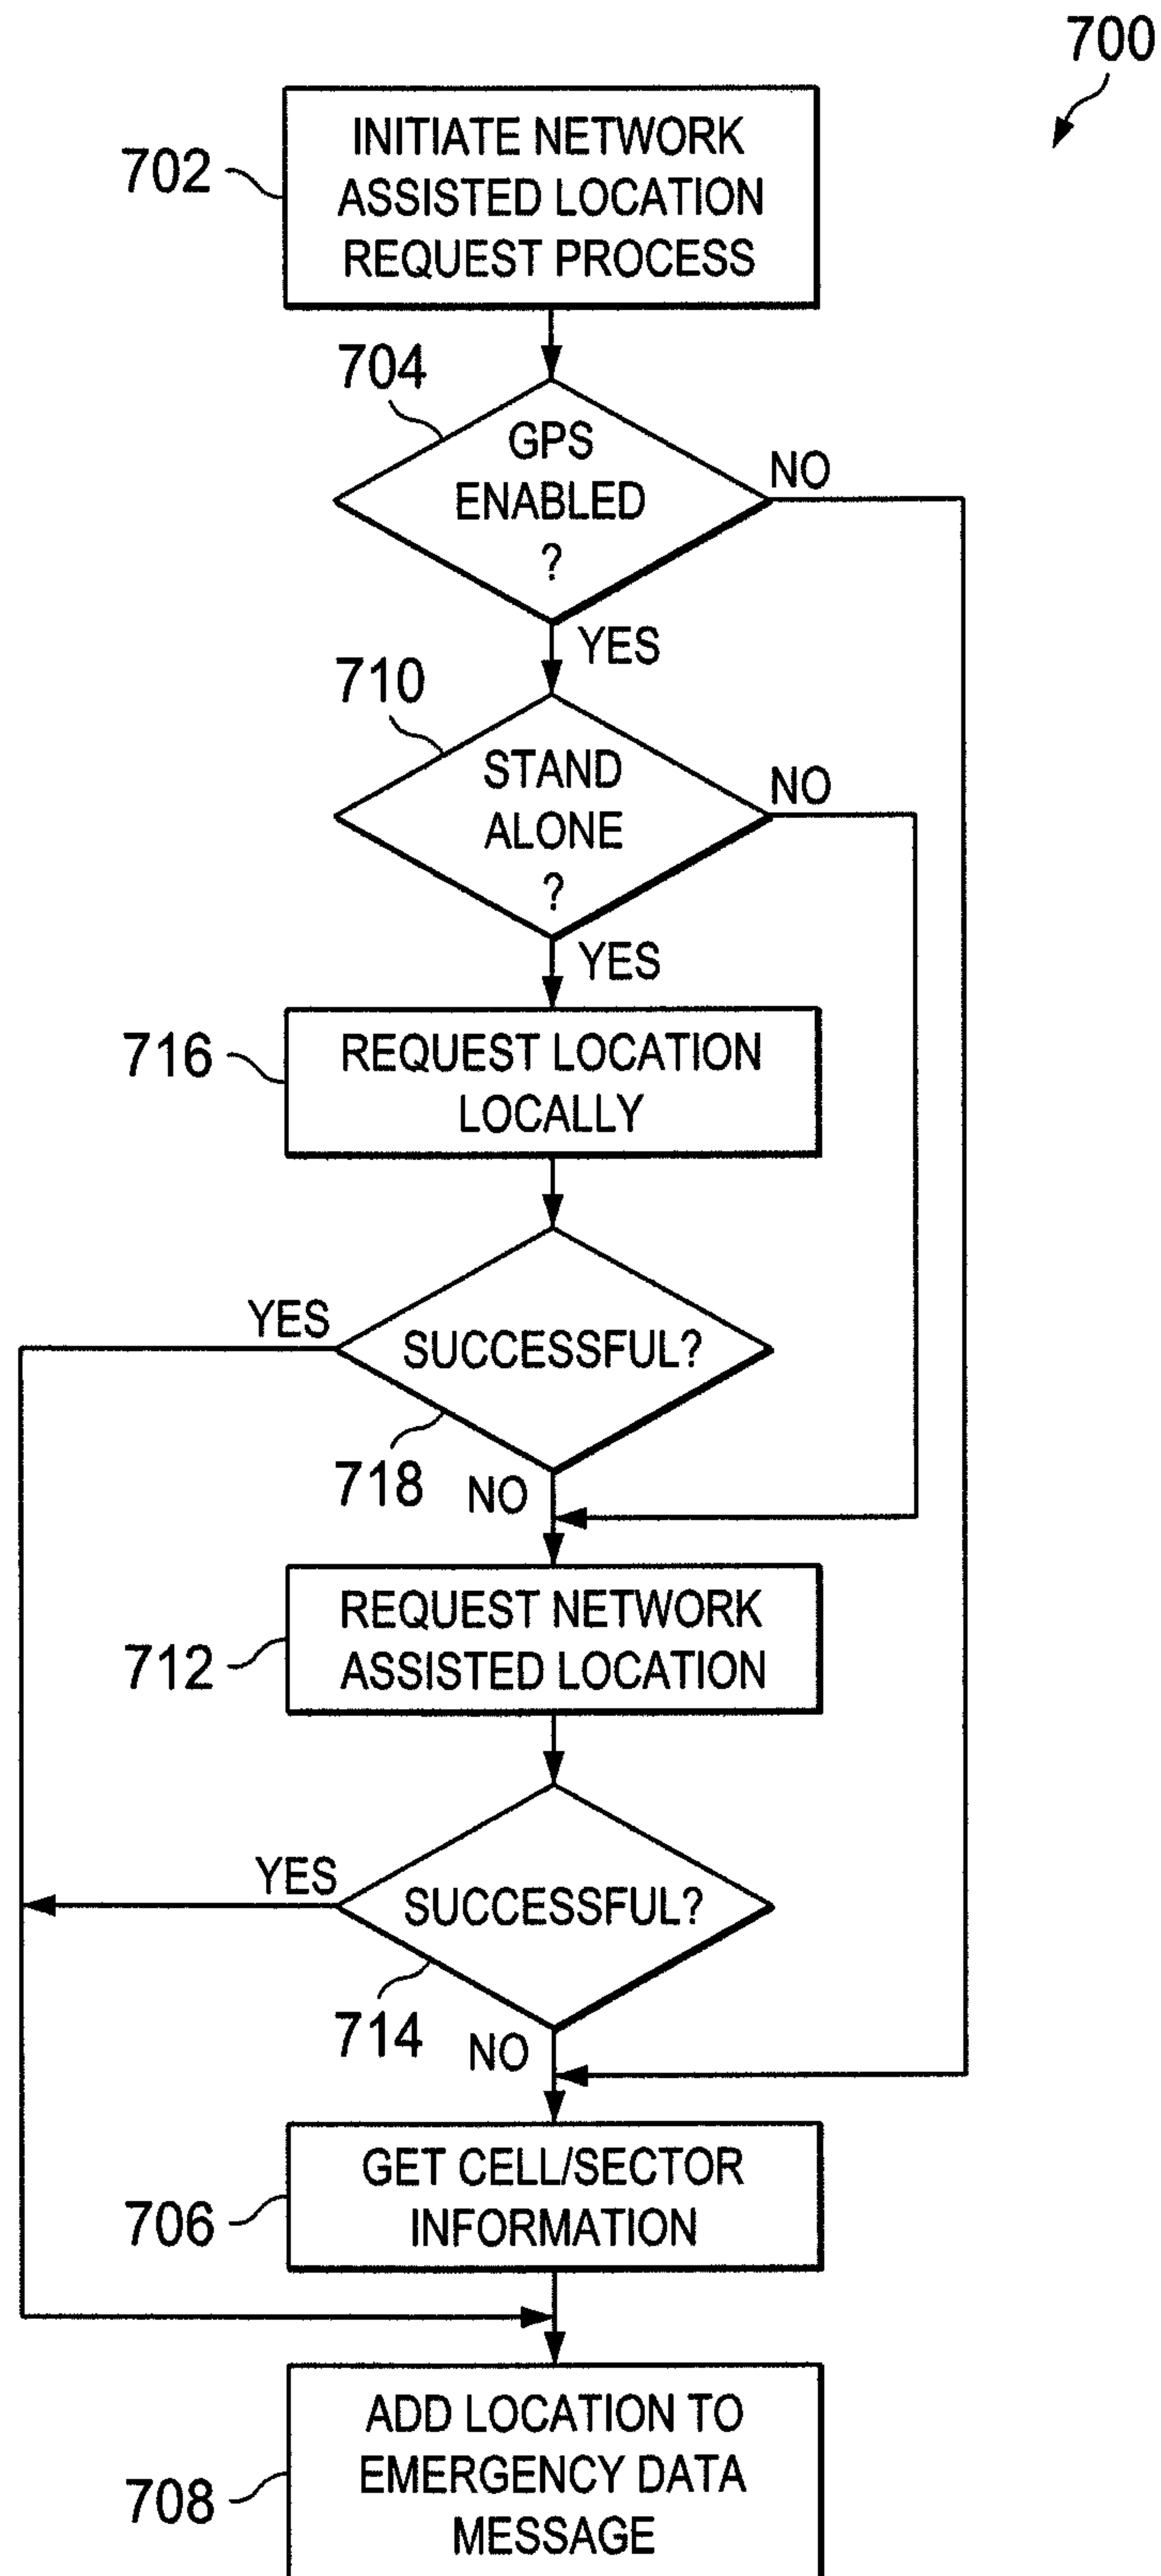 700
702
INITIATE NETWORK
ASSISTED LOCATION
REQUEST PROCESS
704
GPS
ENABLED
?
NO
YES
710
STAND
ALONE
?
NO
YES
716
REQUEST LOCATION
LOCALLY
YES
SUCCESSFUL?
718
NO
712
REQUEST NETWORK
ASSISTED LOCATION
YES
SUCCESSFUL?
714
NO
706
GET CELL/SECTOR
INFORMATION
708
ADD LOCATION TO
EMERGENCY DATA
MESSAGE